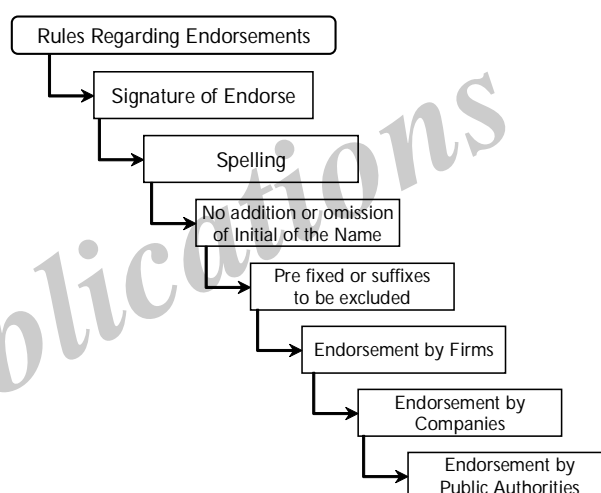 Rules Regarding Endorsements
Signature of Endorse
Spelling
No addition or omission
of Initial of the Name
Pre fixed or suffixes
to be excluded
Endorsement by Firms
Endorsement by
Companies
Endorsement by
Public Authorities
blications